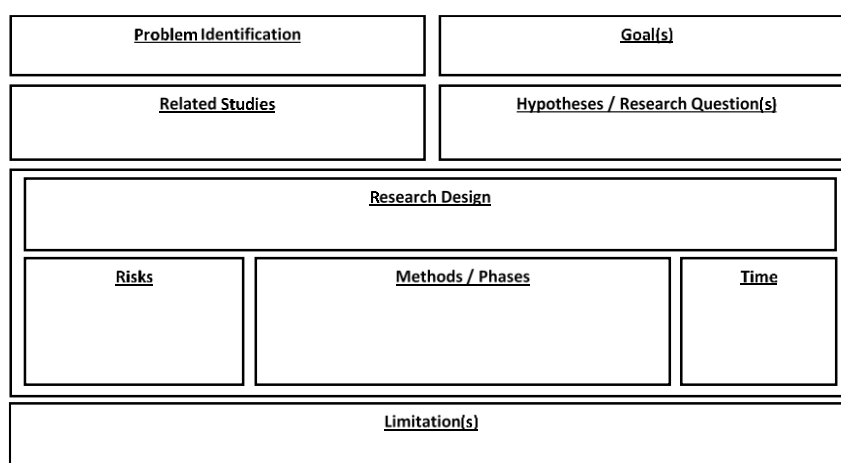 Problem Identification
Goal(s)
Related Studies
Hypotheses / Research Question(s)
Research Design
Risks
Methods / Phases
Time
Limitation(s)